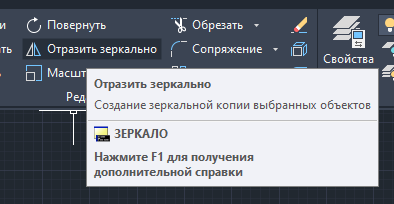 Повернуть
Обрезать
Отразить зеркально
Сопряжение
Масшт
Свойства
Ред
Отразить зеркально
Создание зеркальной копии выбранных объектов
ЗЕРКАЛО
Нажмите F1 для получения
дополнительной справки